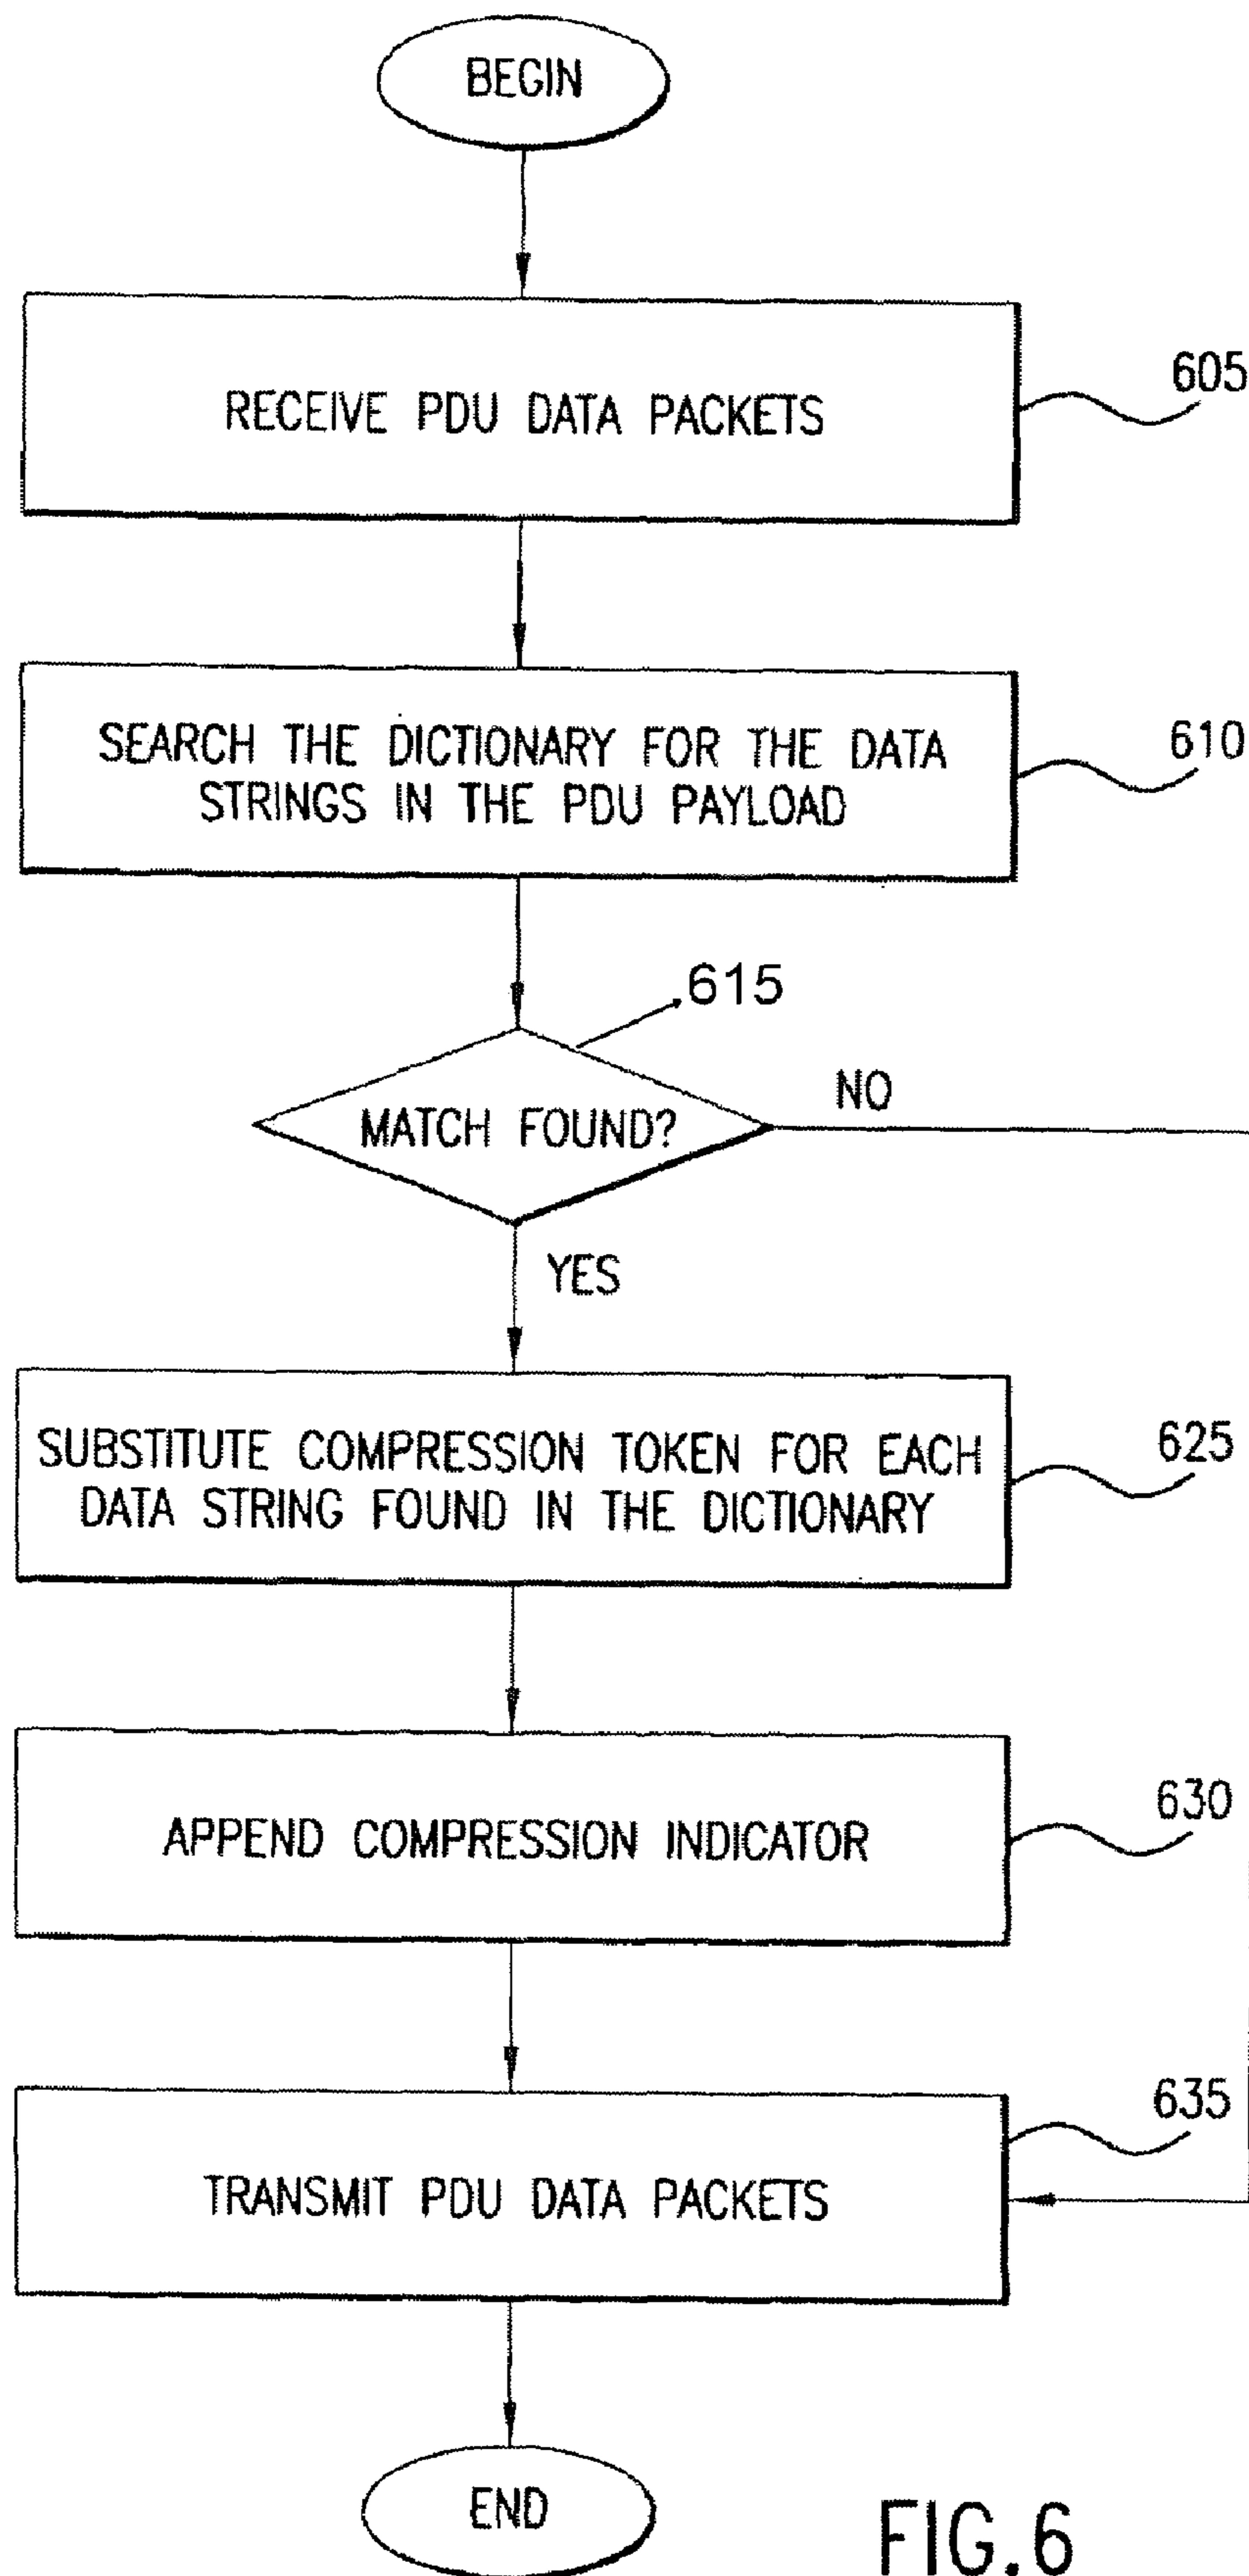 BEGIN
RECEIVE PDU DATA PACKETS
605
SEARCH THE DICTIONARY FOR THE DATA
STRINGS IN THE PDU PAYLOAD
610
615
MATCH FOUND?
NO
YES
SUBSTITUTE COMPRESSION TOKEN FOR EACH
DATA STRING FOUND IN THE DICTIONARY
625
APPEND COMPRESSION INDICATOR
630
TRANSMIT PDU DATA PACKETS
635
END
FIG.6